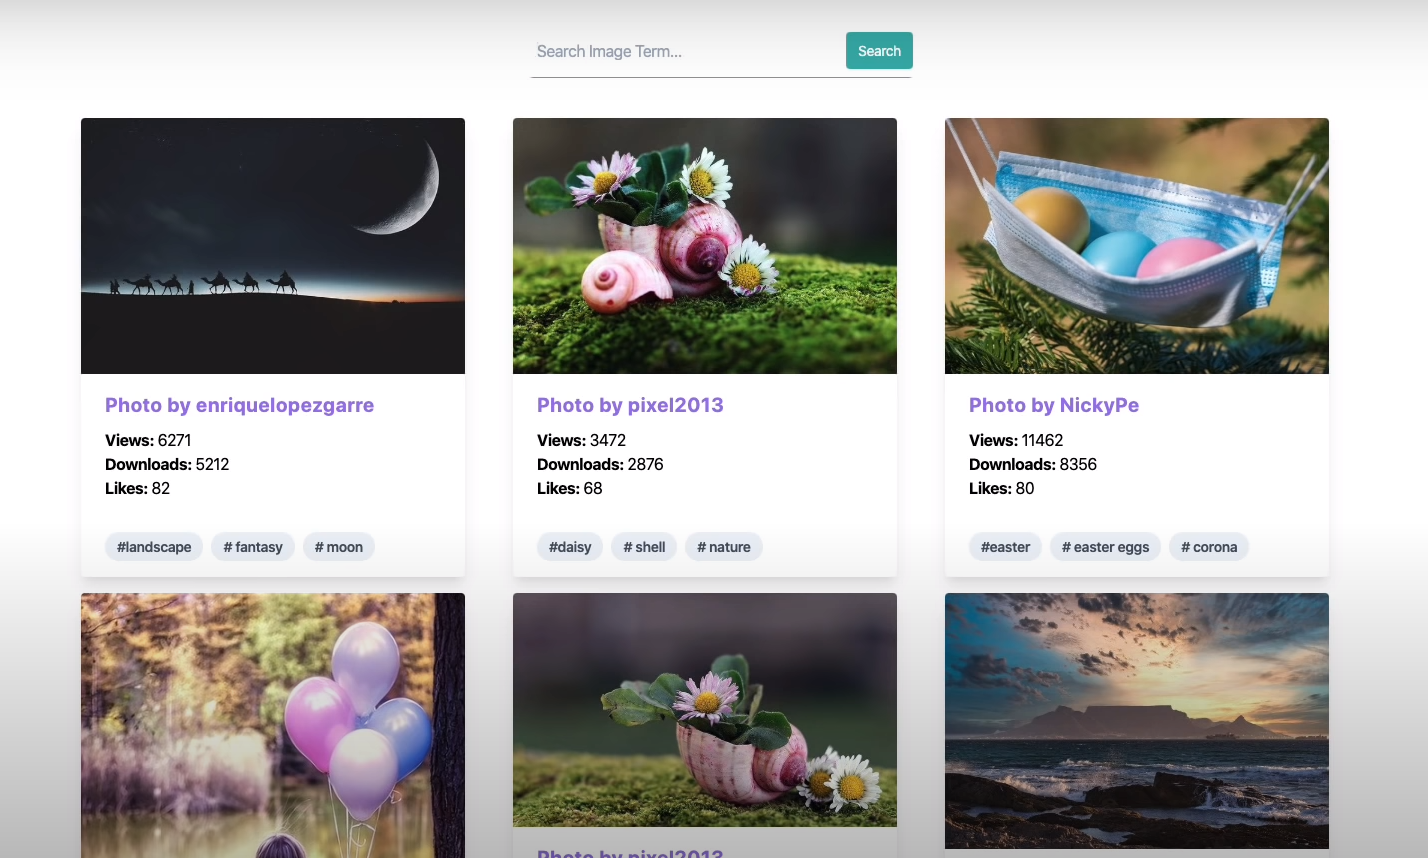 Search Image Term...
Search
Photo by enriquelopezgarre
Views: 6271
Downloads: 5212
Likes: 82
#landscape
# fantasy
# moon
Photo by pixel2013
Views: 3472
Downloads: 2876
Likes: 68
#daisy
# shell
# nature
Photo by NickyPe
Views: 11462
Downloads: 8356
Likes: 80
#easter
# easter eggs
# corona
Photo by pixel2013